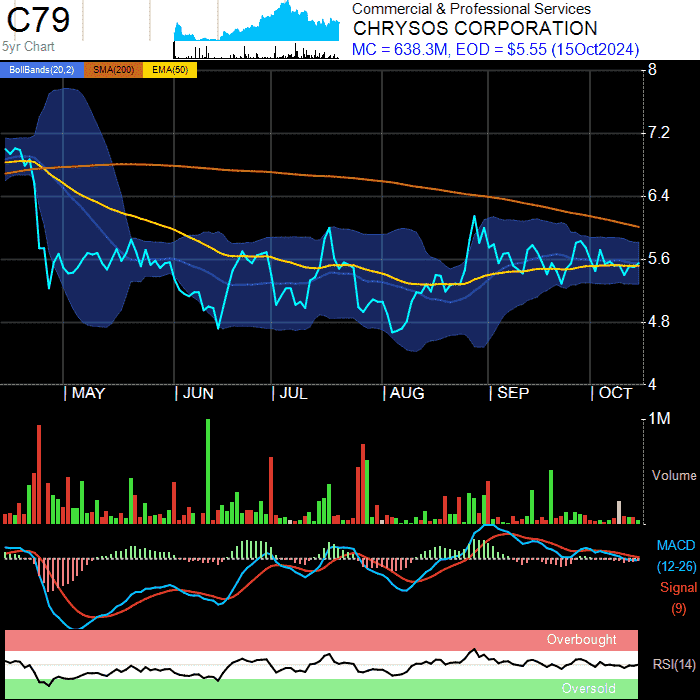 C79
5yr Chart
Commercial & Professional Services
CHRYSOS CORPORATION
MC = 638.3M, EOD = $5.55 (15Oct2024)
BollBands(20,2) SMA(200) EMA(50)
8
7.2
6.4
5.6
4.8
4
MAY JUN JUL AUG SEP OCT
1M
Volume
MACD
(12-26)
Signal
(9)
Overbought
RSI(14)
Oversold